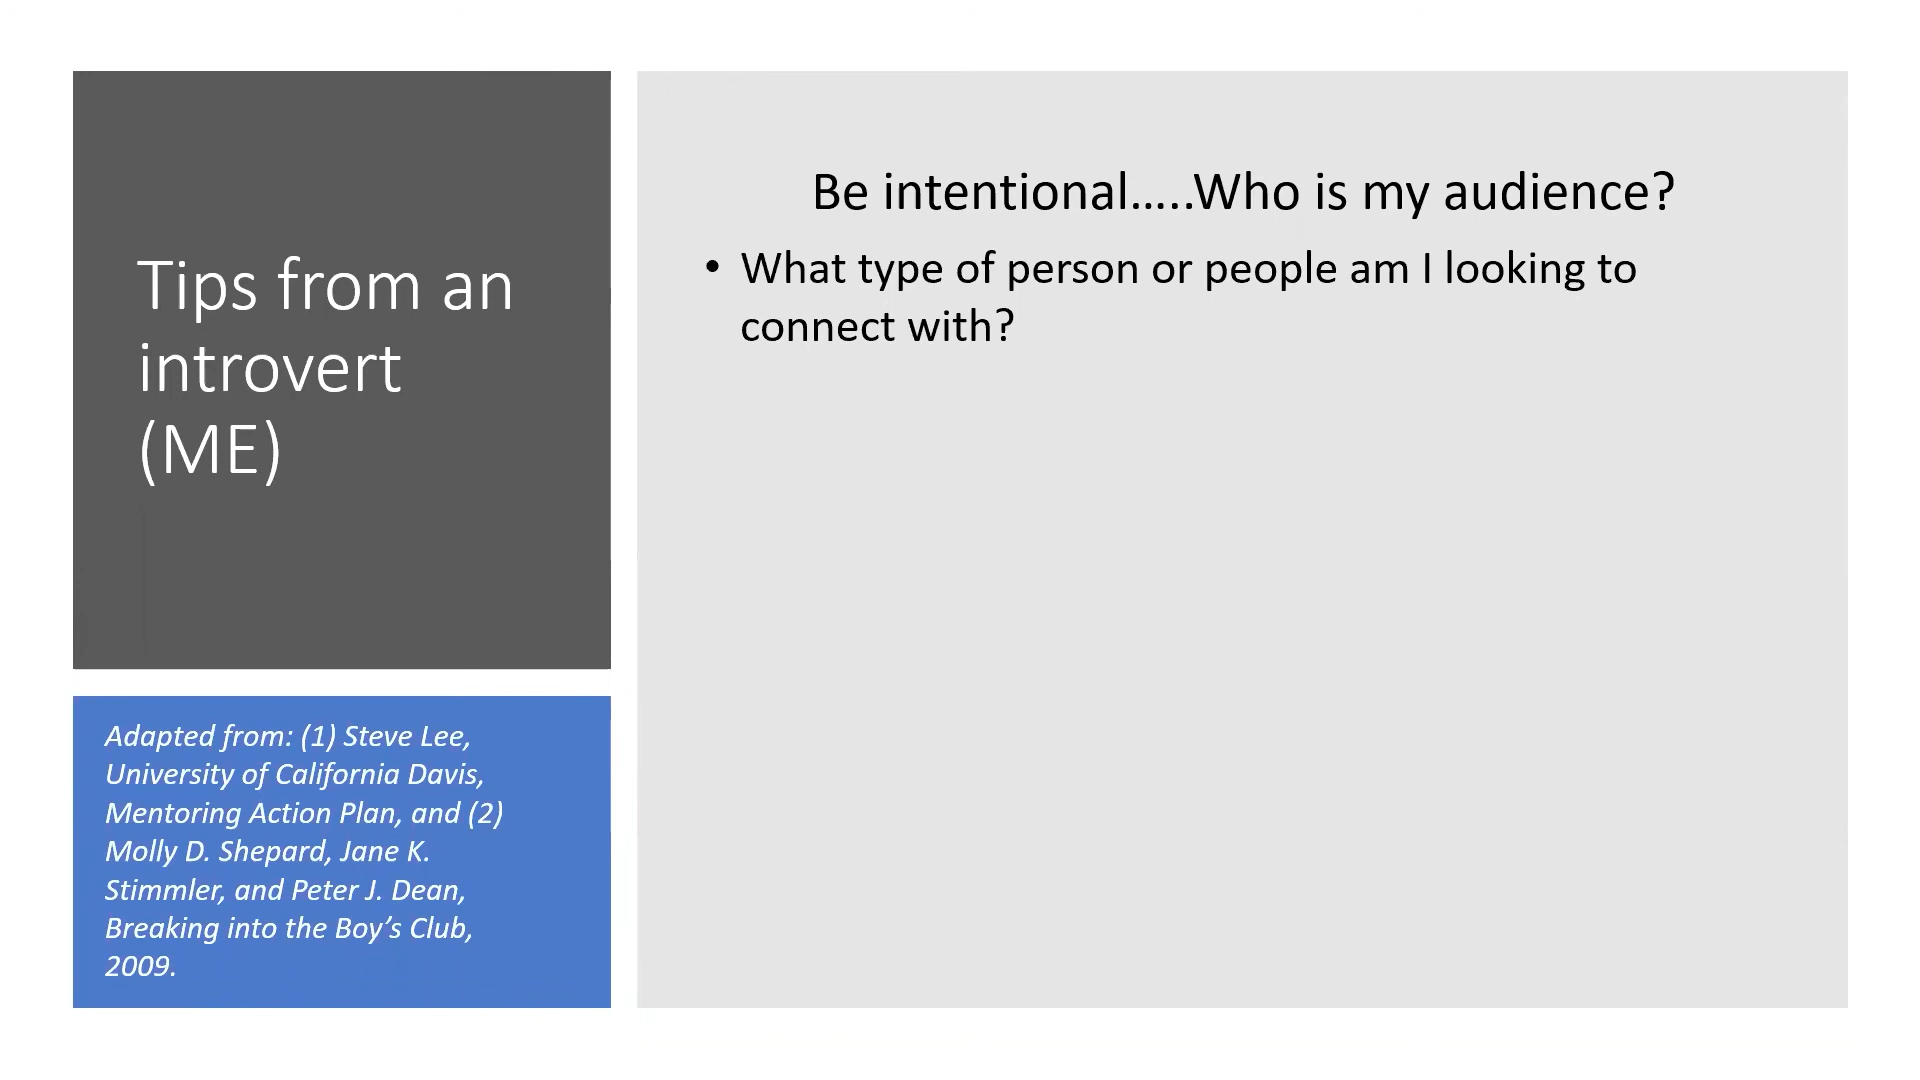 Tips from an
introvert
(ME)
Adapted from: (1) Steve Lee,
University of California Davis,
Mentoring Action Plan, and (2)
Molly D. Shepard, Jane K.
Stimmler, and Peter J. Dean,
Breaking into the Boy’s Club,
2009.
Be intentional…..Who is my audience?
• What type of person or people am I looking to
connect with?